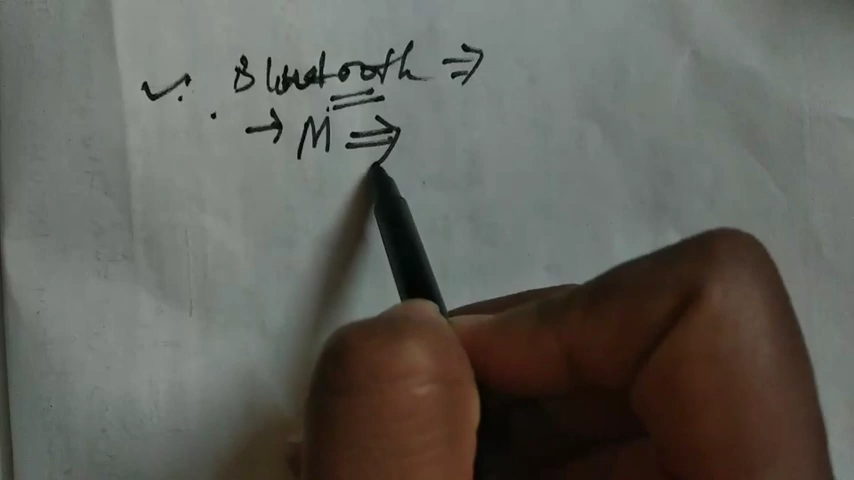 ✓. Bluetooth ⇒
→ M ⇒